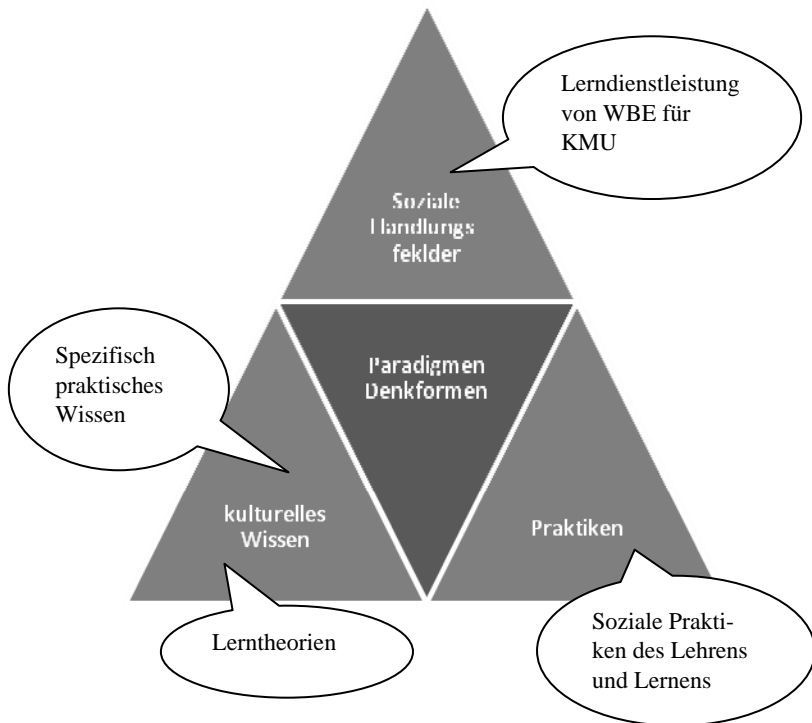 Lerndienstleistung
von WBE für
KMU
Soziale
Handlungs
feklder
Spezifisch
praktisches
Wissen
Paradigmen
Denkformen
kulturelles
Wissen
Praktiken
Lerntheorien
Soziale Prakti-
ken des Lehrens
und Lernens